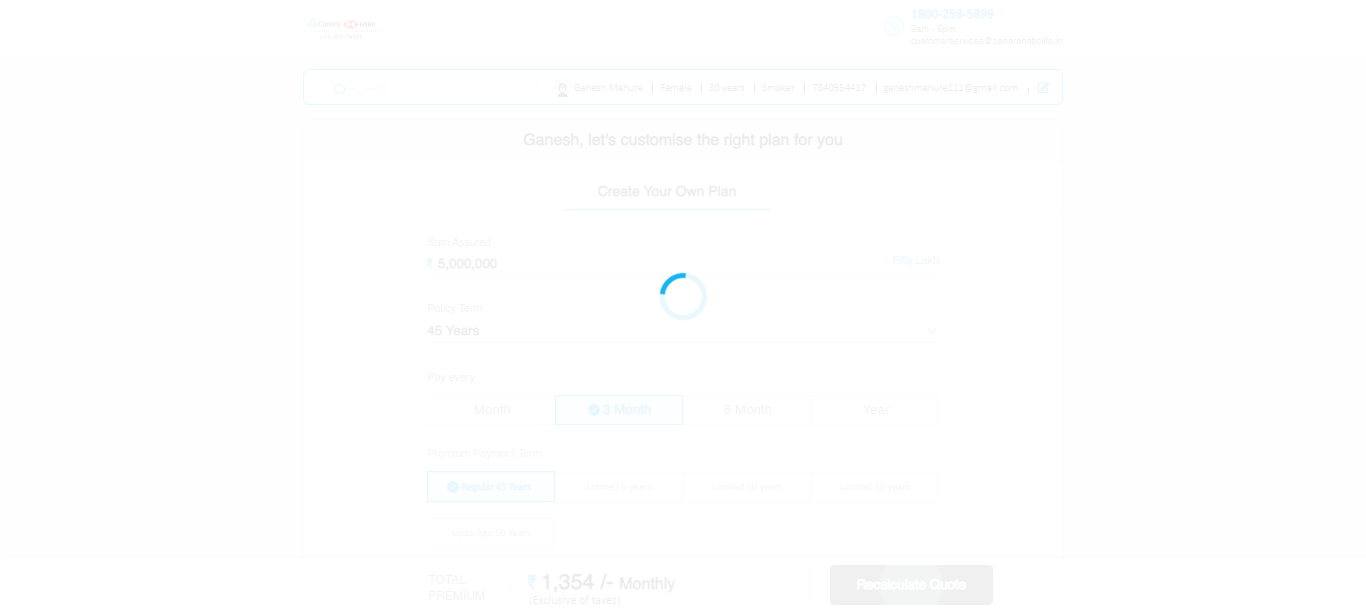 Canara HSBC
LIFE INSURANCE
1800-258-5899
9am - 6pm
customerservice@canarahsbclife.in
Ganesh Mahure | Female | 30 years | Smoker | 7840554417 | ganeshmahure111@gmail.com
Ganesh, let's customise the right plan for you
Create Your Own Plan
Sum Assured
₹ 5,000,000 Fifty Lakh
Policy Term
45 Years
Pay every
Month 3 Month 6 Month Year
Premium Payment Term
Regular 45 Years Limited 5 years Limited 10 years Limited 15 years
Upto Age 60 Years
TOTAL
PREMIUM
₹ 1,354 /- Monthly
(Exclusive of taxes)
Recalculate Quote